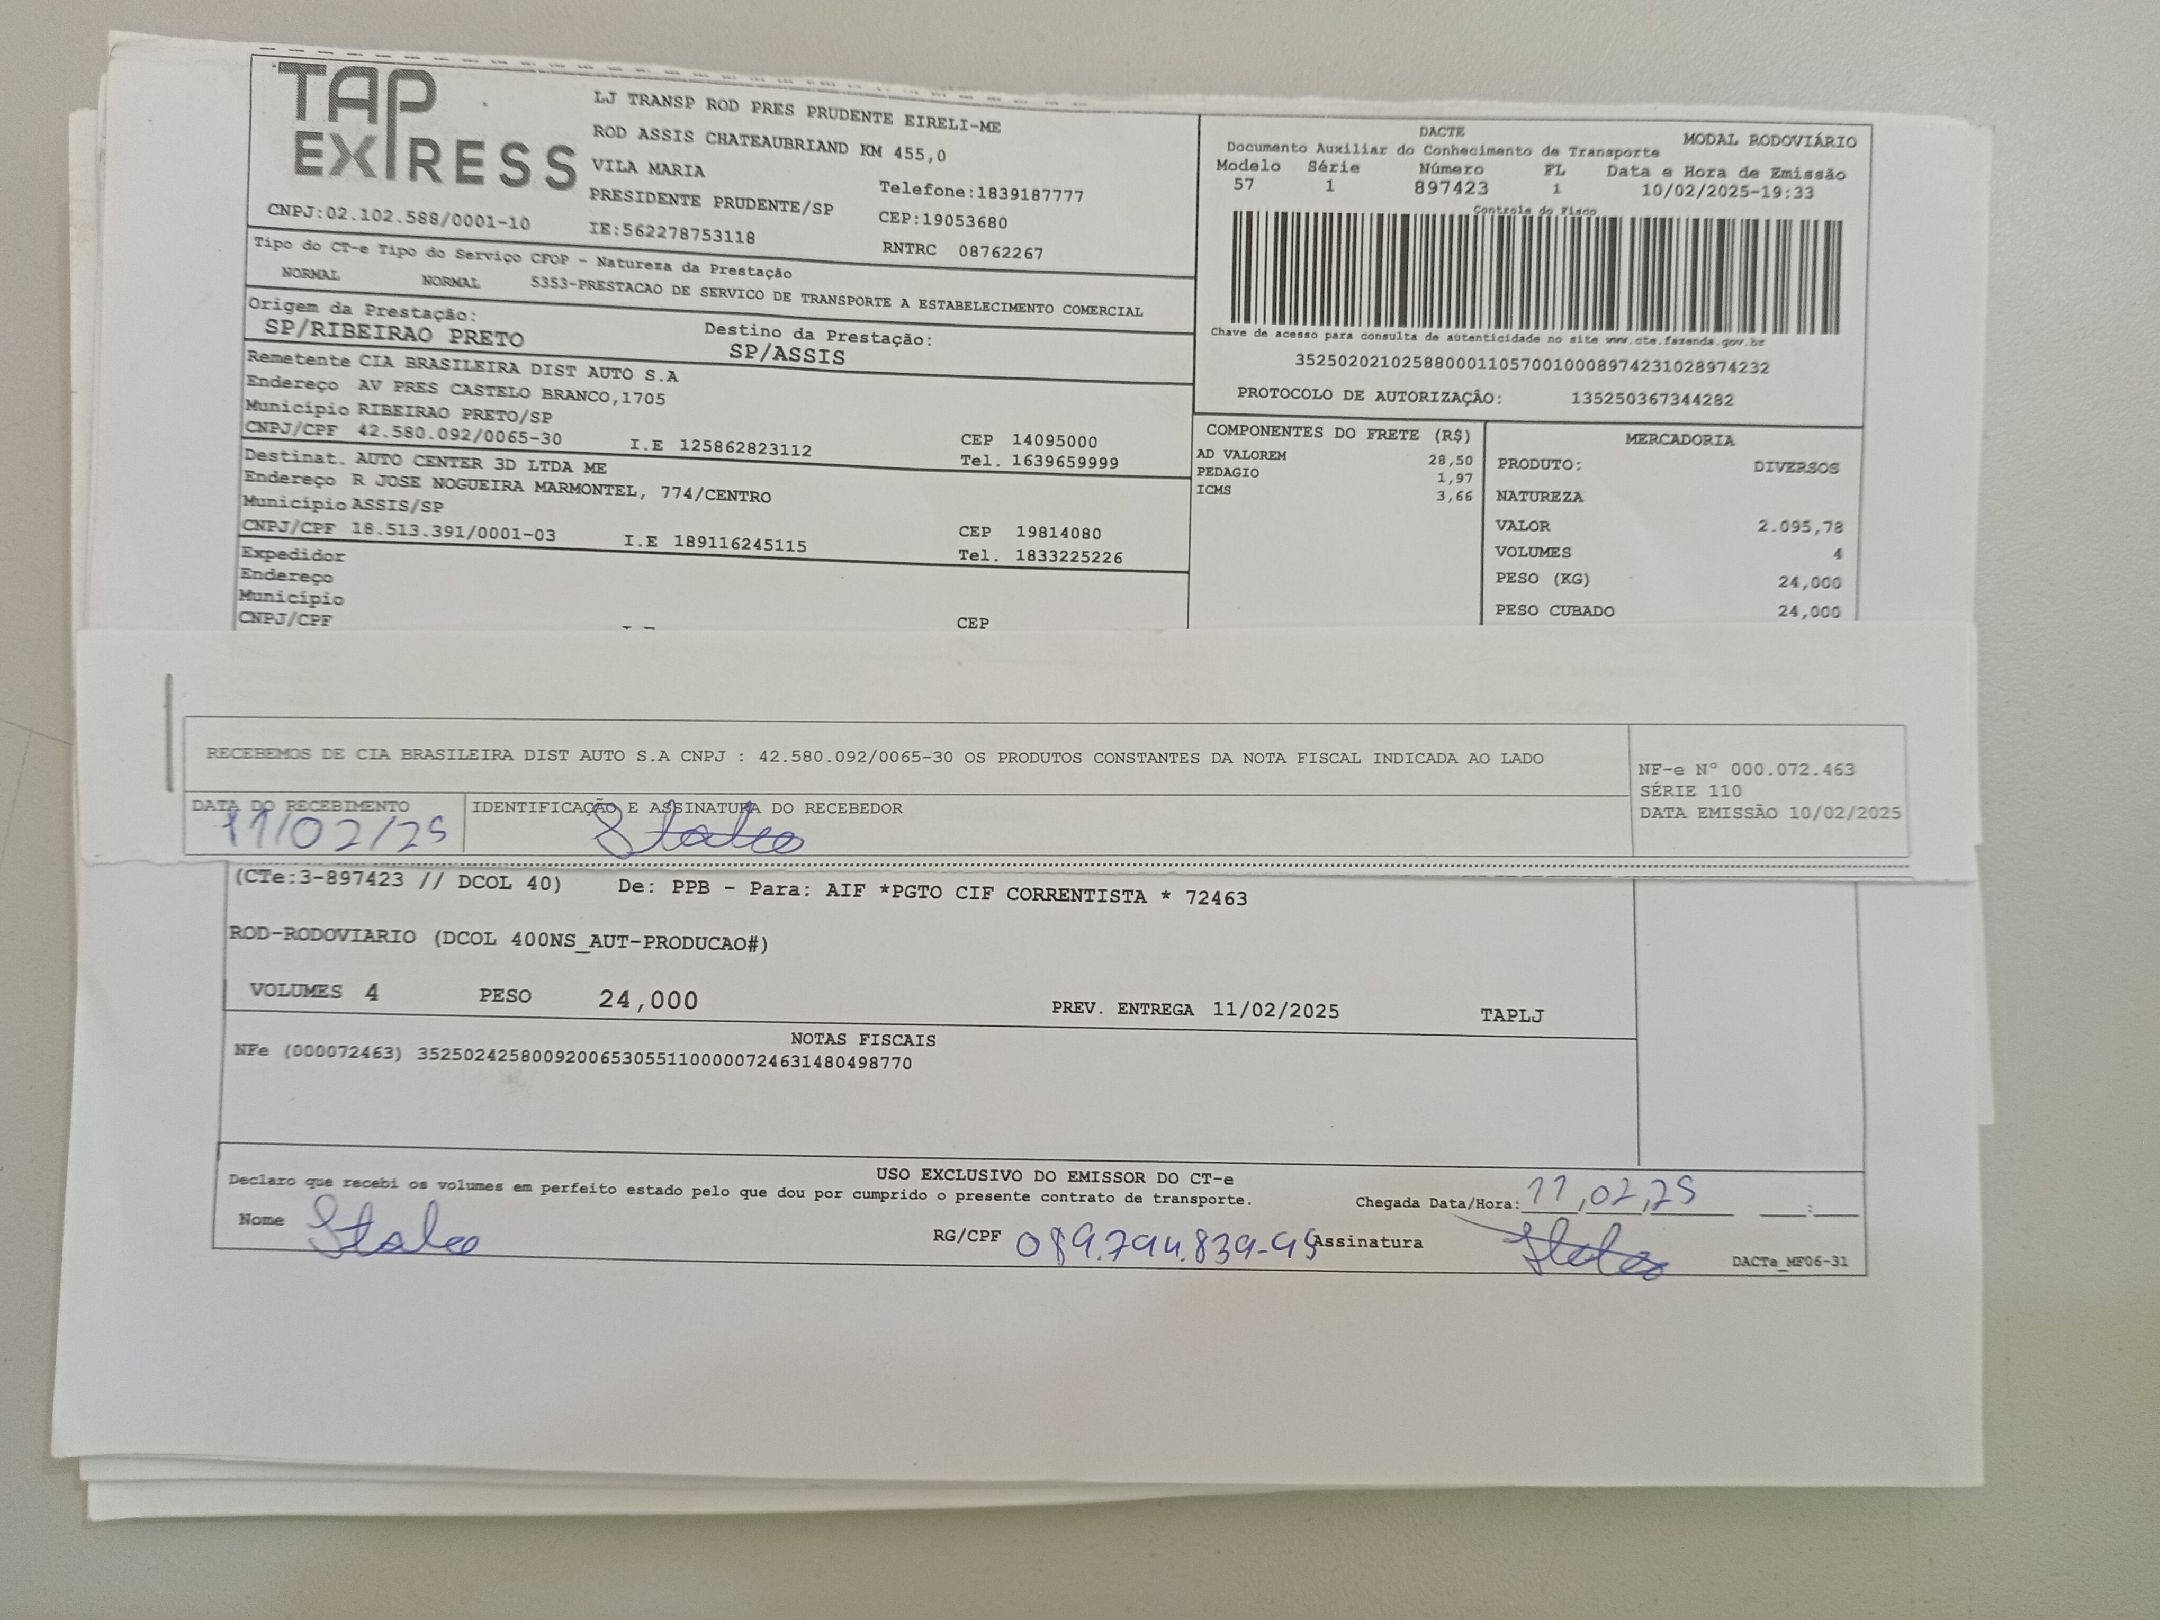 TAP EXPRESS
LJ TRANSP ROD PRES PRUDENTE EIRELI-ME
ROD ASSIS CHATEAUBRIAND KM 455,0
VILA MARIA
PRESIDENTE PRUDENTE/SP Telefone:1839187777
CNPJ:02.102.588/0001-10 IE:562278753118 CEP:19053680
RNTRC 08762267
Tipo do CT-e Tipo do Serviço CFOP - Natureza da Prestação
NORMAL NORMAL 5353-PRESTACAO DE SERVICO DE TRANSPORTE A ESTABELECIMENTO COMERCIAL
Origem da Prestação: Destino da Prestação:
SP/RIBEIRAO PRETO SP/ASSIS
Remetente CIA BRASILEIRA DIST AUTO S.A
Endereço AV PRES CASTELO BRANCO,1705
Município RIBEIRAO PRETO/SP
CNPJ/CPF 42.580.092/0065-30 I.E 125862823112 CEP 14095000
Tel. 1639659999
Destinat. AUTO CENTER 3D LTDA ME
Endereço R JOSE NOGUEIRA MARMONTEL, 774/CENTRO
Município ASSIS/SP
CNPJ/CPF 18.513.391/0001-03 I.E 189116245115 CEP 19814080
Tel. 1833225226
Expedidor
Endereço
Município
CNPJ/CPF CEP
DACTE MODAL RODOVIÁRIO
Documento Auxiliar do Conhecimento de Transporte
Modelo Série Número FL Data e Hora de Emissão
57 1 897423 1 10/02/2025-19:33
Controle do Fisco
Chave de acesso para consulta de autenticidade no site www.cte.fazenda.gov.br
35250202102588000110570010008974231028974232
PROTOCOLO DE AUTORIZAÇÃO: 135250367344282
COMPONENTES DO FRETE (R$)
AD VALOREM 28,50
PEDAGIO 1,97
ICMS 3,66
MERCADORIA
PRODUTO: DIVERSOS
NATUREZA
VALOR 2.095,78
VOLUMES 4
PESO (KG) 24,000
PESO CUBADO 24,000
RECEBEMOS DE CIA BRASILEIRA DIST AUTO S.A CNPJ : 42.580.092/0065-30 OS PRODUTOS CONSTANTES DA NOTA FISCAL INDICADA AO LADO
NF-e N° 000.072.463
SÉRIE 110
DATA EMISSÃO 10/02/2025
DATA DO RECEBIMENTO IDENTIFICAÇÃO E ASSINATURA DO RECEBEDOR
11/02/25
(CTe:3-897423 // DCOL 40) De: PPB - Para: AIF *PGTO CIF CORRENTISTA * 72463
ROD-RODOVIARIO (DCOL 400NS_AUT-PRODUCAO#)
VOLUMES 4 PESO 24,000 PREV. ENTREGA 11/02/2025 TAPLJ
NOTAS FISCAIS
NFe (000072463) 35250242580092006530551100000724631480498770
USO EXCLUSIVO DO EMISSOR DO CT-e
Declaro que recebi os volumes em perfeito estado pelo que dou por cumprido o presente contrato de transporte. Chegada Data/Hora: 11,02,25 :
Nome RG/CPF 089.794.839-95 Assinatura
DACTe_MF06-31